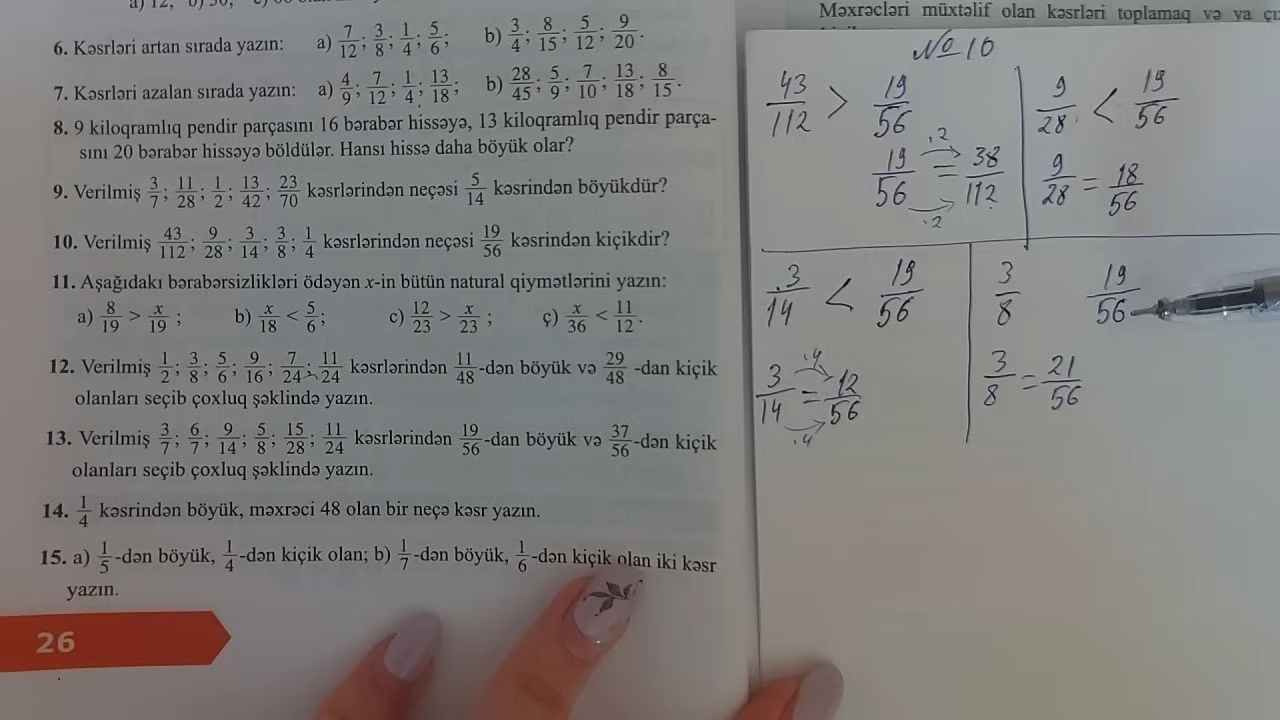 6. Kəsrləri artan sırada yazın: a) 7/12; 3/8; 1/4; 5/6; b) 3/4; 8/15; 5/12; 9/20.
7. Kəsrləri azalan sırada yazın: a) 4/9; 7/12; 1/4; 13/18; b) 28/45; 5/9; 7/10; 13/18; 8/15.
8. 9 kiloqramlıq pendir parçasını 16 bərabər hissəyə, 13 kiloqramlıq pendir parça-
sını 20 bərabər hissəyə böldülər. Hansı hissə daha böyük olar?
9. Verilmiş 3/7; 11/28; 1/2; 13/42; 23/70 kəsrlərindən neçəsi 5/14 kəsrindən böyükdür?
10. Verilmiş 43/112; 9/28; 3/14; 3/8; 1/4 kəsrlərindən neçəsi 19/56 kəsrindən kiçikdir?
11. Aşağıdakı bərabərsizlikləri ödəyən x-in bütün natural qiymətlərini yazın:
a) 8/19 > x/19; b) x/18 < 5/6; c) 12/23 > x/23; ç) x/36 < 11/12.
12. Verilmiş 1/2; 3/8; 5/6; 9/16; 7/24; 11/24 kəsrlərindən 11/48-dən böyük və 29/48 -dan kiçik
olanları seçib çoxluq şəklində yazın.
13. Verilmiş 3/7; 6/7; 9/14; 5/8; 15/28; 11/24 kəsrlərindən 19/56-dan böyük və 37/56-dən kiçik
olanları seçib çoxluq şəklində yazın.
14. 1/4 kəsrindən böyük, məxrəci 48 olan bir neçə kəsr yazın.
15. a) 1/5-dən böyük, 1/4-dən kiçik olan; b) 1/7-dən böyük, 1/6-dən kiçik olan iki kəsr
yazın.
26
Məxrəcləri müxtəlif olan kəsrləri toplamaq və ya
№ 10
43/112 > 19/56
19/56 = 38/112
.2
.2
9/28 < 19/56
9/28 = 18/56
3/14 < 19/56
3/14 = 12/56
.4
.4
3/8 19/56
3/8 = 21/56